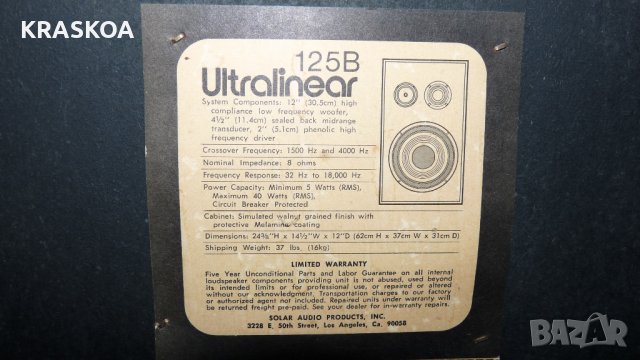 KRASKOA
125B
Ultralinear
System Components: 12" (30.5cm) high
compliance low frequency woofer,
4½" (11.4cm) sealed back midrange
transducer, 2" (5.1cm) phenolic high
frequency driver
Crossover Frequency: 1500 Hz and 4000 Hz
Nominal Impedance: 8 ohms
Frequency Response: 32 Hz to 18,000 Hz
Power Capacity: Minimum 5 Watts (RMS),
Maximum 40 Watts (RMS),
Circuit Breaker Protected
Cabinet: Simulated walnut grained finish with
protective Melamine coating
Dimensions: 24⅜"H x 14½"W x 12"D (62cm H x 37cm W x 31cm D)
Shipping Weight: 37 lbs. (16kg)
LIMITED WARRANTY
Five Year Unconditional Parts and Labor Guarantee on all internal
loudspeaker components providing unit is not abused, used beyond
its intended limits or for professional use, or repaired or altered
without our acknowledgment. Transportation charges to our factory
or authorized agent not included. Repaired units under warranty will
be returned freight pre-paid. See your dealer for details.
SOLAR AUDIO PRODUCTS, INC.
3228 E. 50th Street, Los Angeles, Ca. 90058
BAZAR.bg